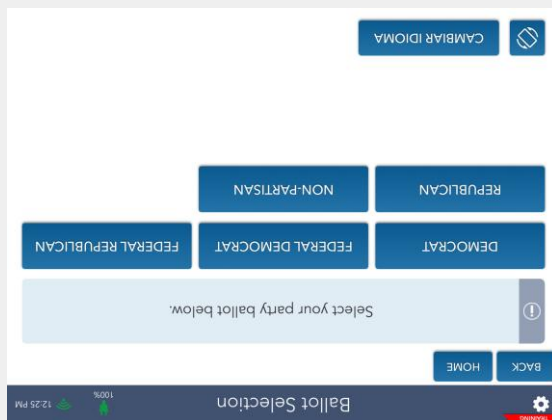 TRAINING
Ballot Selection
100%
12:25 PM
BACK
HOME
Select your party ballot below.
DEMOCRAT
FEDERAL DEMOCRAT
FEDERAL REPUBLICAN
REPUBLICAN
NON-PARTISAN
CAMBIAR IDIOMA